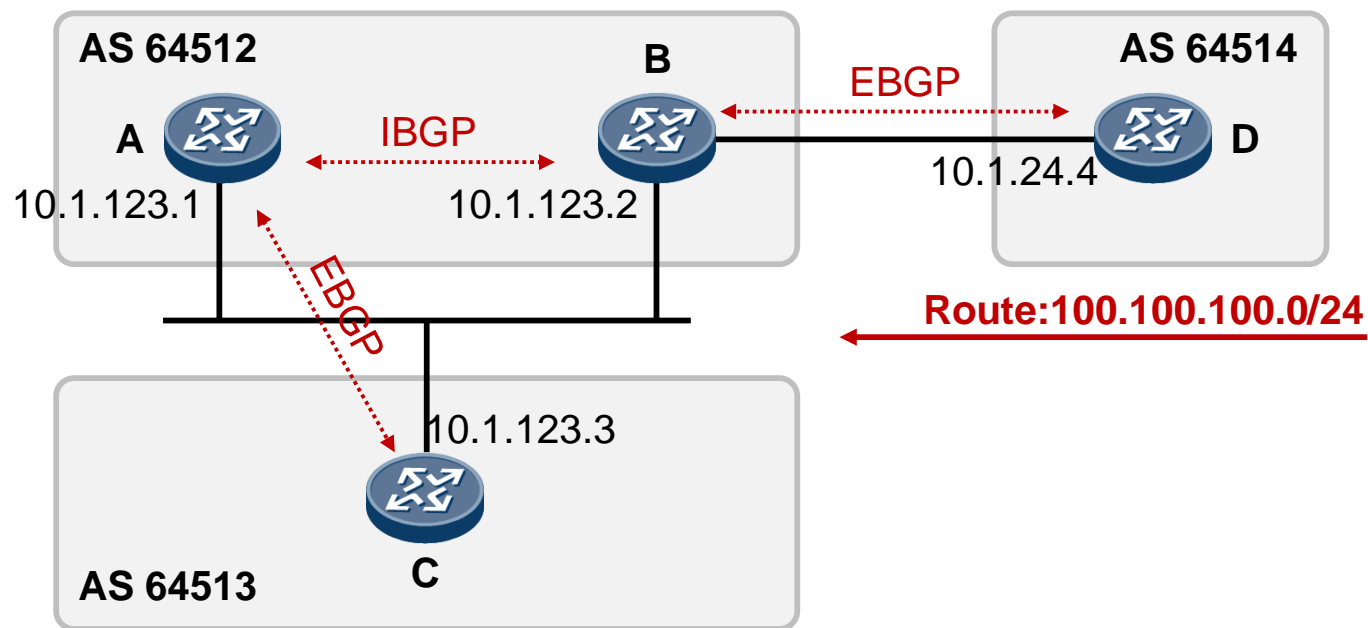 AS 64512
B
AS 64514
EBGP
A
IBGP
D
10.1.24.4
10.1.123.1
10.1.123.2
EBGP
Route:100.100.100.0/24
10.1.123.3
C
AS 64513